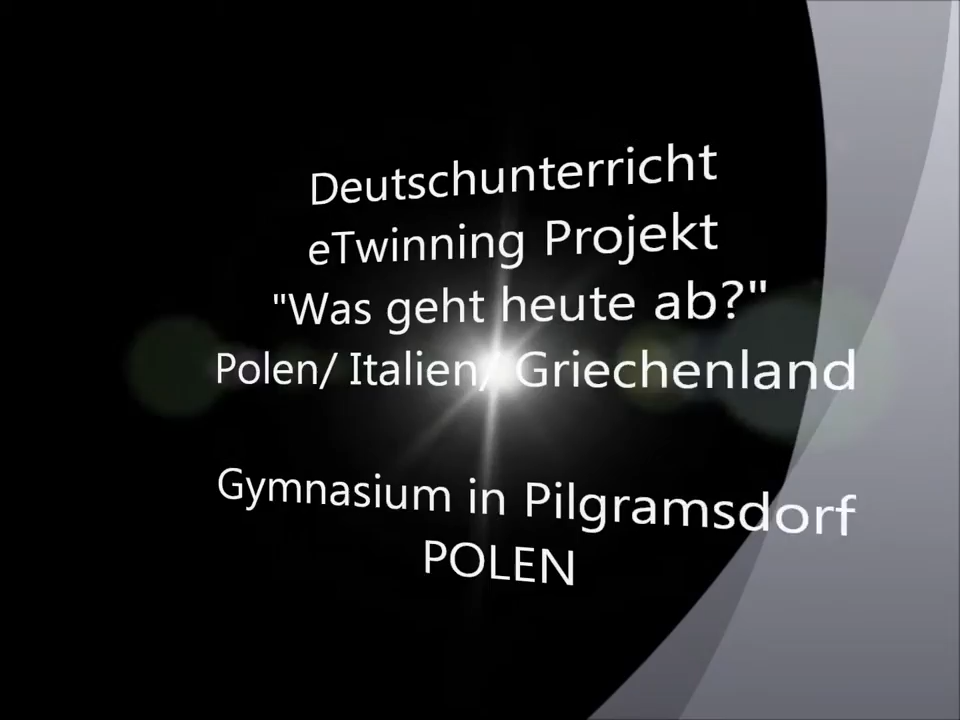 Deutschunterricht
eTwinning Projekt
"Was geht heute ab?"
Polen/ Italien/ Griechenland
Gymnasium in Pilgramsdorf
POLEN